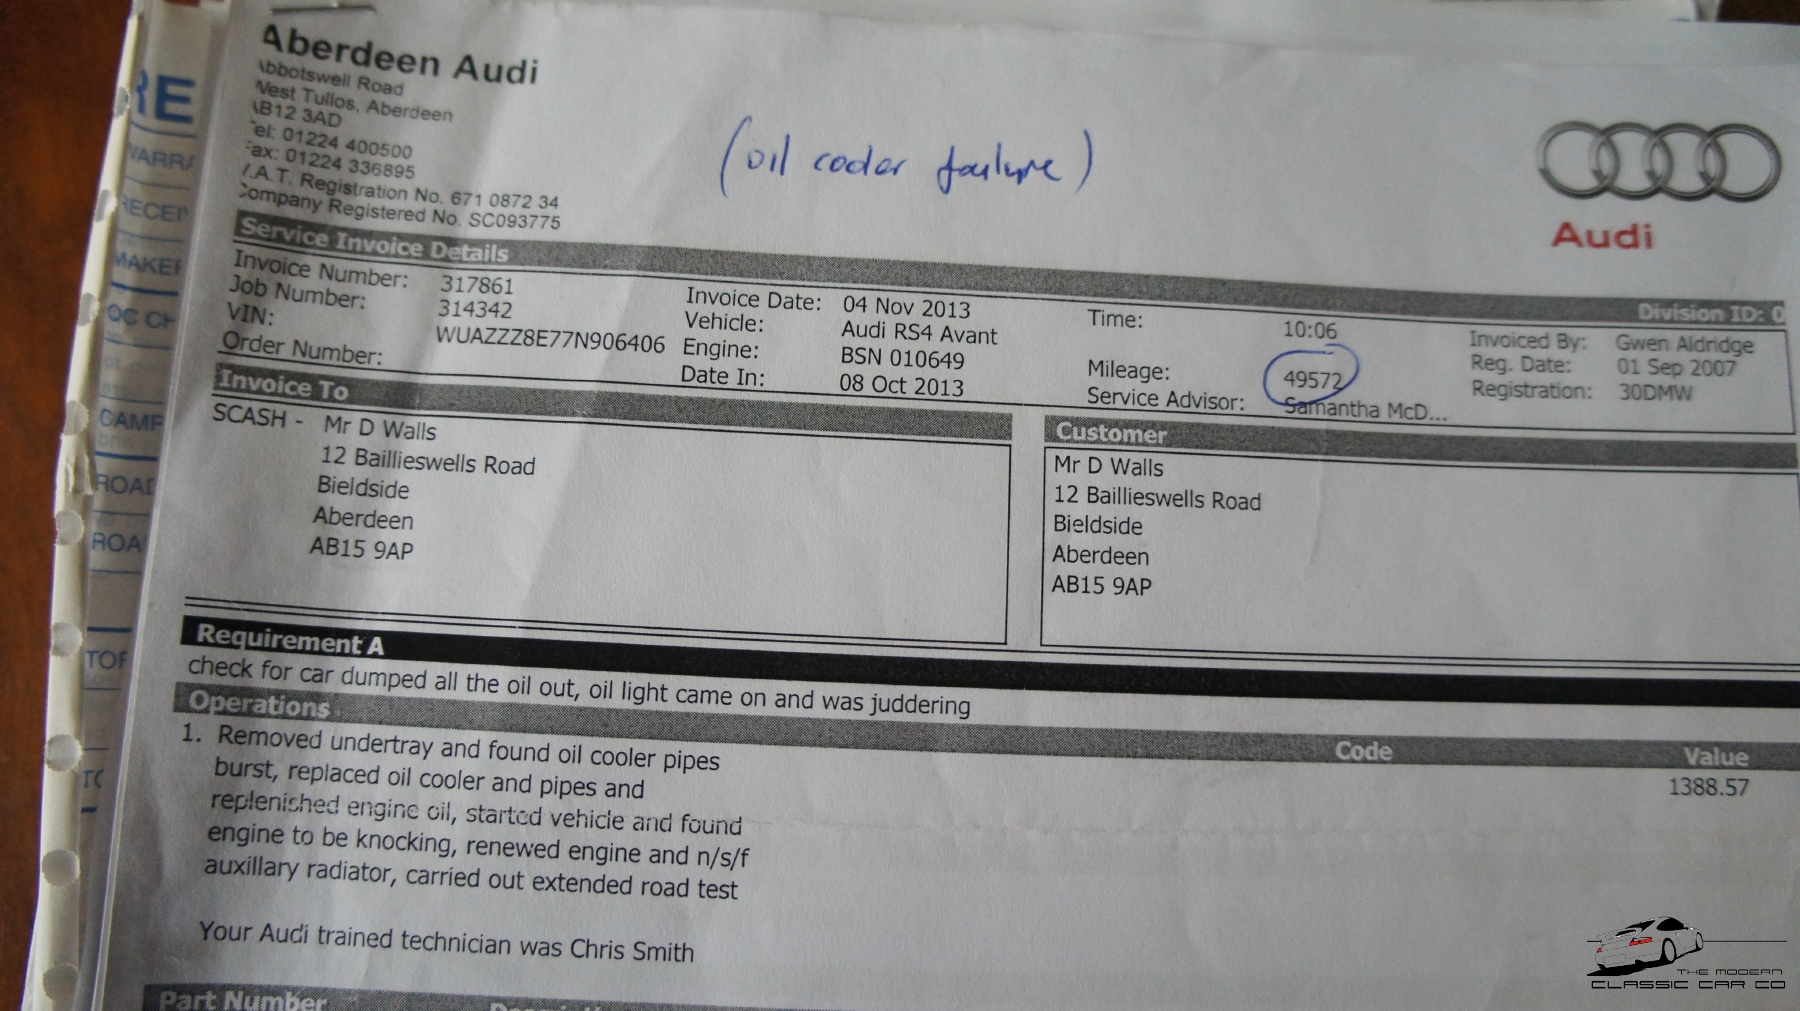 Aberdeen Audi
Abbotswell Road
West Tullos, Aberdeen
AB12 3AD
Tel: 01224 400500
Fax: 01224 336895
V.A.T. Registration No. 671 0872 34
Company Registered No. SC093775
(oil cooler failure)
Audi
Service Invoice Details
Division ID: 0
Invoice Number: 317861
Job Number: 314342
VIN: WUAZZZ8E77N906406
Order Number:
Invoice Date: 04 Nov 2013
Vehicle: Audi RS4 Avant
Engine: BSN 010649
Date In: 08 Oct 2013
Time: 10:06
Mileage: 49572
Service Advisor: Samantha McD...
Invoiced By: Gwen Aldridge
Reg. Date: 01 Sep 2007
Registration: 30DMW
Invoice To
SCASH - Mr D Walls
12 Baillieswells Road
Bieldside
Aberdeen
AB15 9AP
Customer
Mr D Walls
12 Baillieswells Road
Bieldside
Aberdeen
AB15 9AP
Requirement A
check for car dumped all the oil out, oil light came on and was juddering
Operations Code Value
1. Removed undertray and found oil cooler pipes 1388.57
burst, replaced oil cooler and pipes and
replenished engine oil, started vehicle and found
engine to be knocking, renewed engine and n/s/f
auxillary radiator, carried out extended road test
Your Audi trained technician was Chris Smith
Part Number
THE MODERN
CLASSIC CAR CO